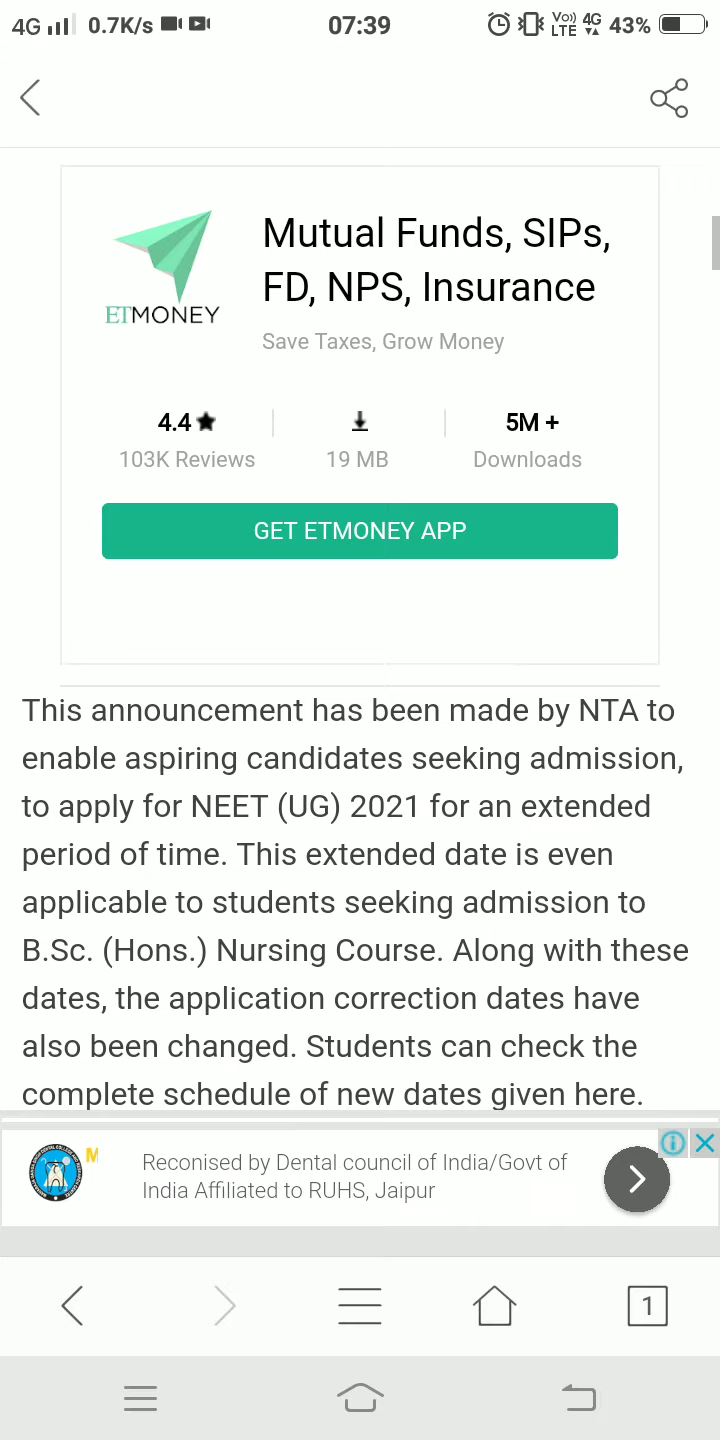 4G 0.7K/s 07:39 Vo)) LTE 4G 43%
Mutual Funds, SIPs,
FD, NPS, Insurance
ETMONEY
Save Taxes, Grow Money
4.4 5M +
103K Reviews 19 MB Downloads
GET ETMONEY APP
This announcement has been made by NTA to
enable aspiring candidates seeking admission,
to apply for NEET (UG) 2021 for an extended
period of time. This extended date is even
applicable to students seeking admission to
B.Sc. (Hons.) Nursing Course. Along with these
dates, the application correction dates have
also been changed. Students can check the
complete schedule of new dates given here.
M
Reconised by Dental council of India/Govt of
India Affiliated to RUHS, Jaipur
1